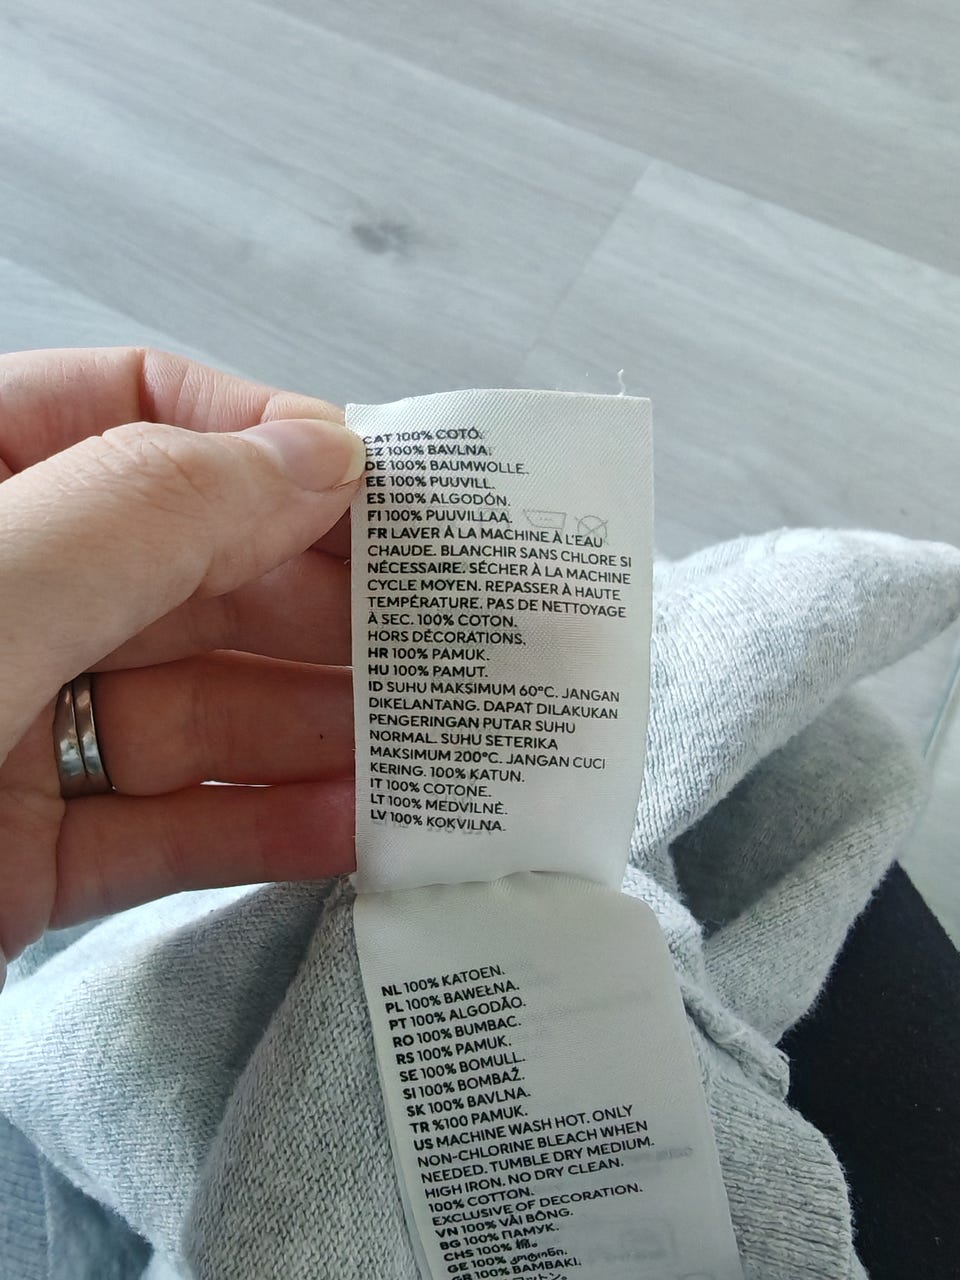 CAT 100% COTÓ.
CZ 100% BAVLNA.
DE 100% BAUMWOLLE.
EE 100% PUUVILL.
ES 100% ALGODÓN.
FI 100% PUUVILLAA.
FR LAVER À LA MACHINE À L'EAU
CHAUDE. BLANCHIR SANS CHLORE SI
NÉCESSAIRE. SÉCHER À LA MACHINE
CYCLE MOYEN. REPASSER À HAUTE
TEMPÉRATURE. PAS DE NETTOYAGE
À SEC. 100% COTON.
HORS DÉCORATIONS.
HR 100% PAMUK.
HU 100% PAMUT.
ID SUHU MAKSIMUM 60°C. JANGAN
DIKELANTANG. DAPAT DILAKUKAN
PENGERINGAN PUTAR SUHU
NORMAL. SUHU SETERIKA
MAKSIMUM 200°C. JANGAN CUCI
KERING. 100% KATUN.
IT 100% COTONE.
LT 100% MEDVILNĖ.
LV 100% KOKVILNA.
NL 100% KATOEN.
PL 100% BAWEŁNA.
PT 100% ALGODÃO.
RO 100% BUMBAC.
RS 100% PAMUK.
SE 100% BOMULL.
SI 100% BOMBAŽ.
SK 100% BAVLNA.
TR %100 PAMUK.
US MACHINE WASH HOT. ONLY
NON-CHLORINE BLEACH WHEN
NEEDED. TUMBLE DRY MEDIUM.
HIGH IRON. NO DRY CLEAN.
100% COTTON.
EXCLUSIVE OF DECORATION.
VN 100% VẢI BÔNG.
BG 100% ПАМУК.
CHS 100% 棉。
GE 100% ბამბა.
GR 100% ΒΑΜΒΑΚΙ.